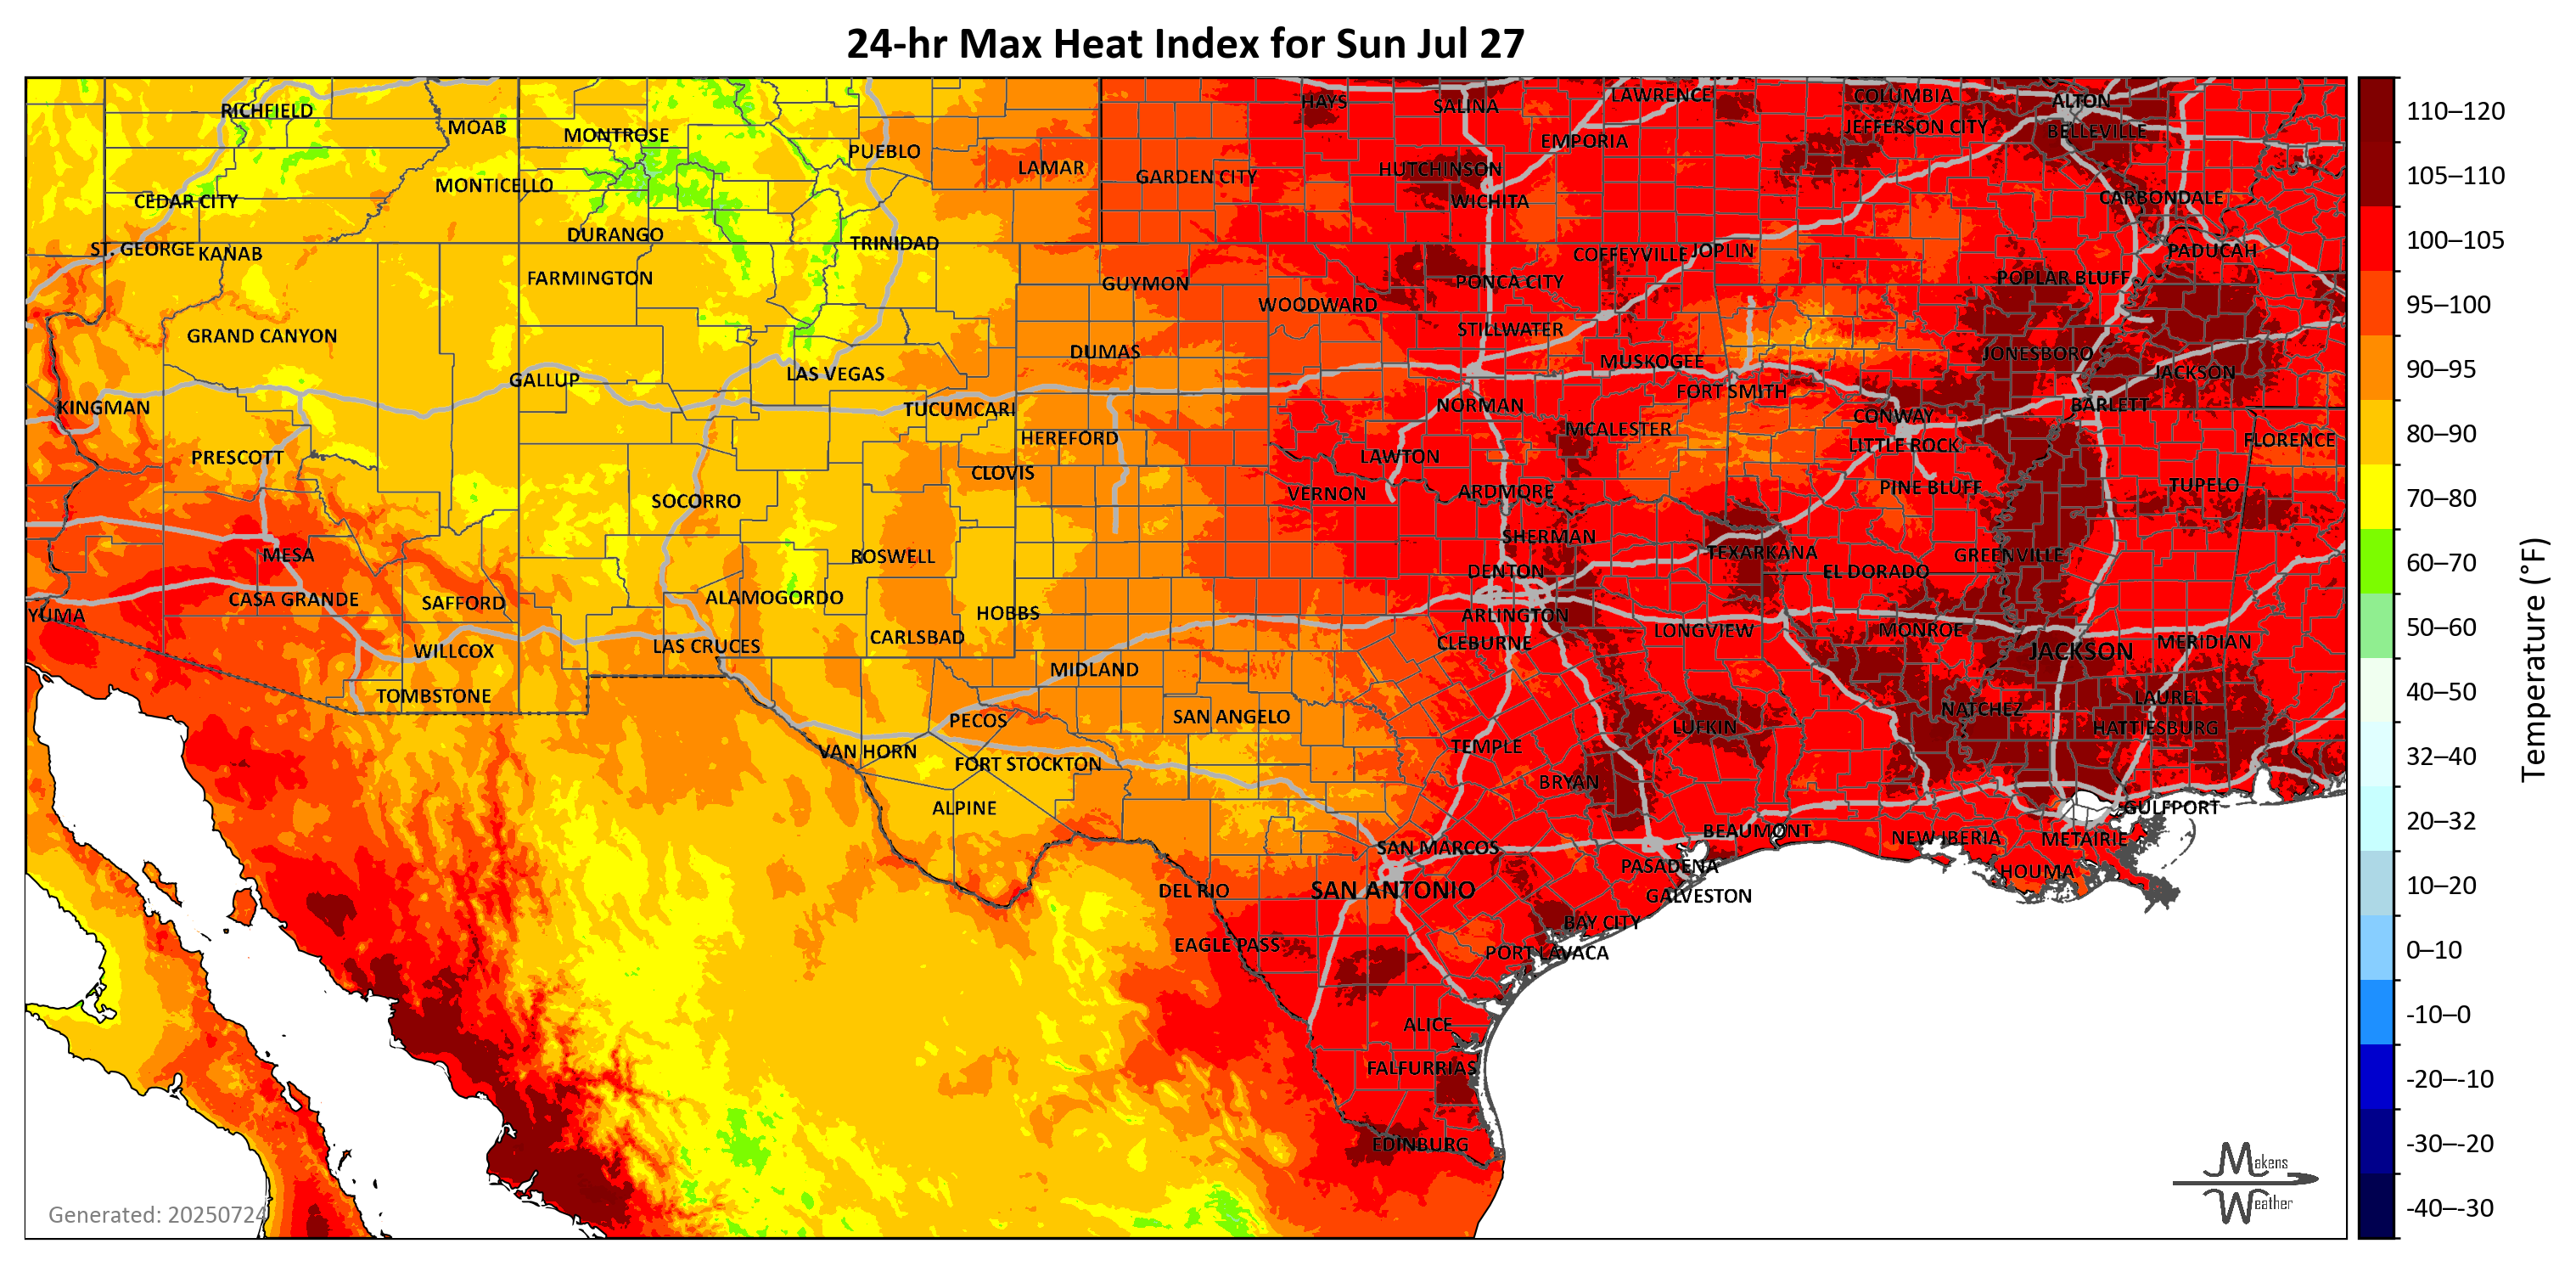 24-hr Max Heat Index for Sun Jul 27
RICHFIELD
MOAB
MONTROSE
PUEBLO
LAMAR
GARDEN CITY
HAYS
SALINA
LAWRENCE
COLUMBIA
ALTON
EMPORIA
JEFFERSON CITY
BELLEVILLE
MONTICELLO
HUTCHINSON
CEDAR CITY
WICHITA
CARBONDALE
DURANGO
TRINIDAD
ST. GEORGE
KANAB
COFFEYVILLE
JOPLIN
PADUCAH
FARMINGTON
GUYMON
PONCA CITY
POPLAR BLUFF
WOODWARD
GRAND CANYON
STILLWATER
DUMAS
MUSKOGEE
JONESBORO
GALLUP
LAS VEGAS
JACKSON
FORT SMITH
KINGMAN
TUCUMCARI
NORMAN
BARLETT
CONWAY
HEREFORD
MCALESTER
LITTLE ROCK
FLORENCE
PRESCOTT
CLOVIS
LAWTON
SOCORRO
VERNON
ARDMORE
PINE BLUFF
TUPELO
MESA
ROSWELL
SHERMAN
TEXARKANA
GREENVILLE
DENTON
EL DORADO
CASA GRANDE
SAFFORD
ALAMOGORDO
HOBBS
YUMA
ARLINGTON
CARLSBAD
LONGVIEW
MONROE
WILLCOX
LAS CRUCES
CLEBURNE
JACKSON
MERIDIAN
MIDLAND
TOMBSTONE
LAUREL
PECOS
SAN ANGELO
NATCHEZ
LUFKIN
HATTIESBURG
VAN HORN
FORT STOCKTON
TEMPLE
BRYAN
ALPINE
GULFPORT
BEAUMONT
NEW IBERIA
METAIRIE
SAN MARCOS
PASADENA
HOUMA
DEL RIO
SAN ANTONIO
GALVESTON
BAY CITY
EAGLE PASS
PORT LAVACA
ALICE
FALFURRIAS
EDINBURG
Generated: 20250724
Makens
Weather
110–120
105–110
100–105
95–100
90–95
80–90
70–80
60–70
50–60
40–50
32–40
20–32
10–20
0–10
-10–0
-20–-10
-30–-20
-40–-30
Temperature (°F)